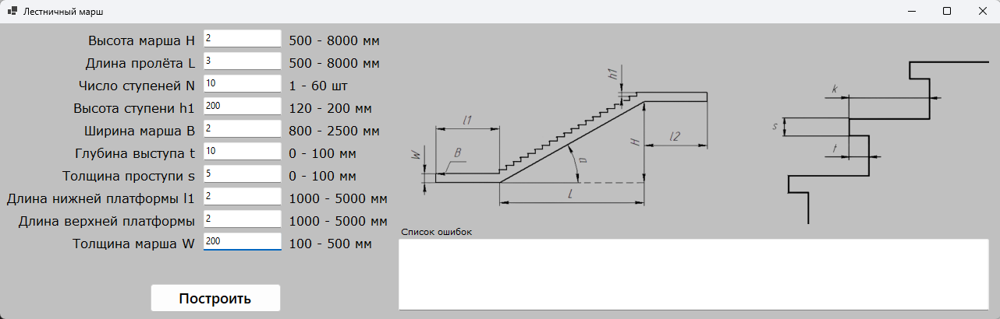 Лестничный марш
Высота марша H 2 500 - 8000 мм
Длина пролёта L 3 500 - 8000 мм
Число ступеней N 10 1 - 60 шт
Высота ступени h1 200 120 - 200 мм
Ширина марша B 2 800 - 2500 мм
Глубина выступа t 10 0 - 100 мм
Толщина проступи s 5 0 - 100 мм
Длина нижней платформы l1 2 1000 - 5000 мм
Длина верхней платформы 2 1000 - 5000 мм
Толщина марша W 200 100 - 500 мм
Построить
h1
l1
B
W
H
l2
α
L
k
s
t
Список ошибок